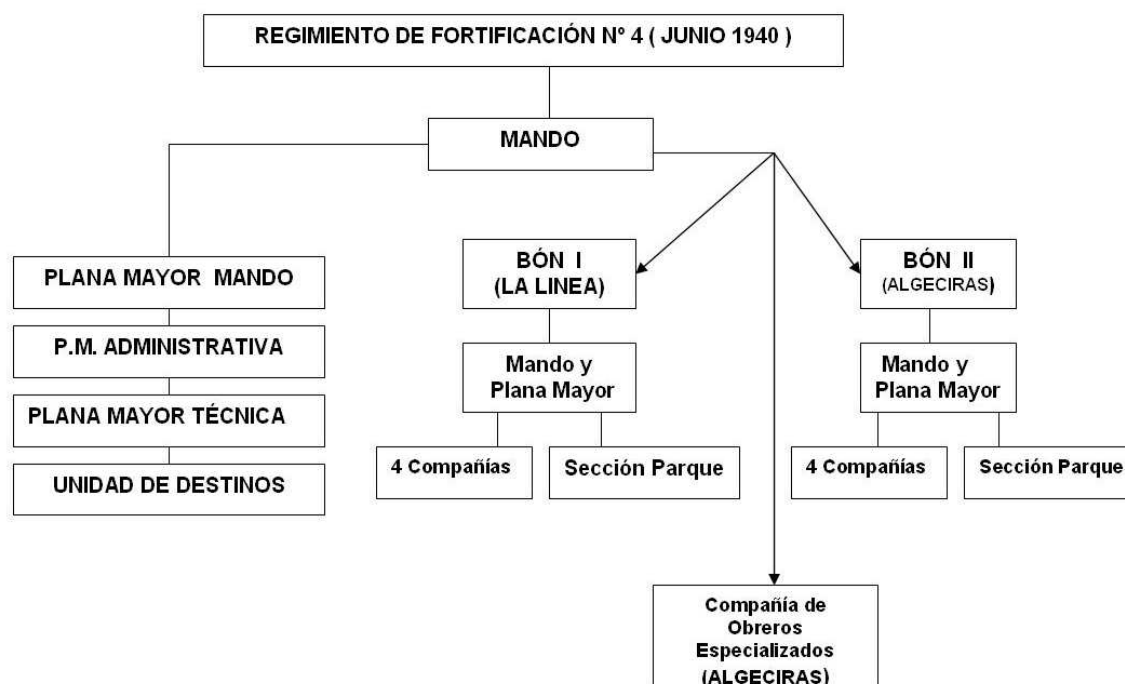 REGIMIENTO DE FORTIFICACIÓN Nº 4 ( JUNIO 1940 )
MANDO
PLANA MAYOR MANDO
P.M. ADMINISTRATIVA
PLANA MAYOR TÉCNICA
UNIDAD DE DESTINOS
BÓN I
(LA LINEA)
Mando y
Plana Mayor
4 Compañías
Sección Parque
BÓN II
(ALGECIRAS)
Mando y
Plana Mayor
4 Compañías
Sección Parque
Compañía de
Obreros
Especializados
(ALGECIRAS)